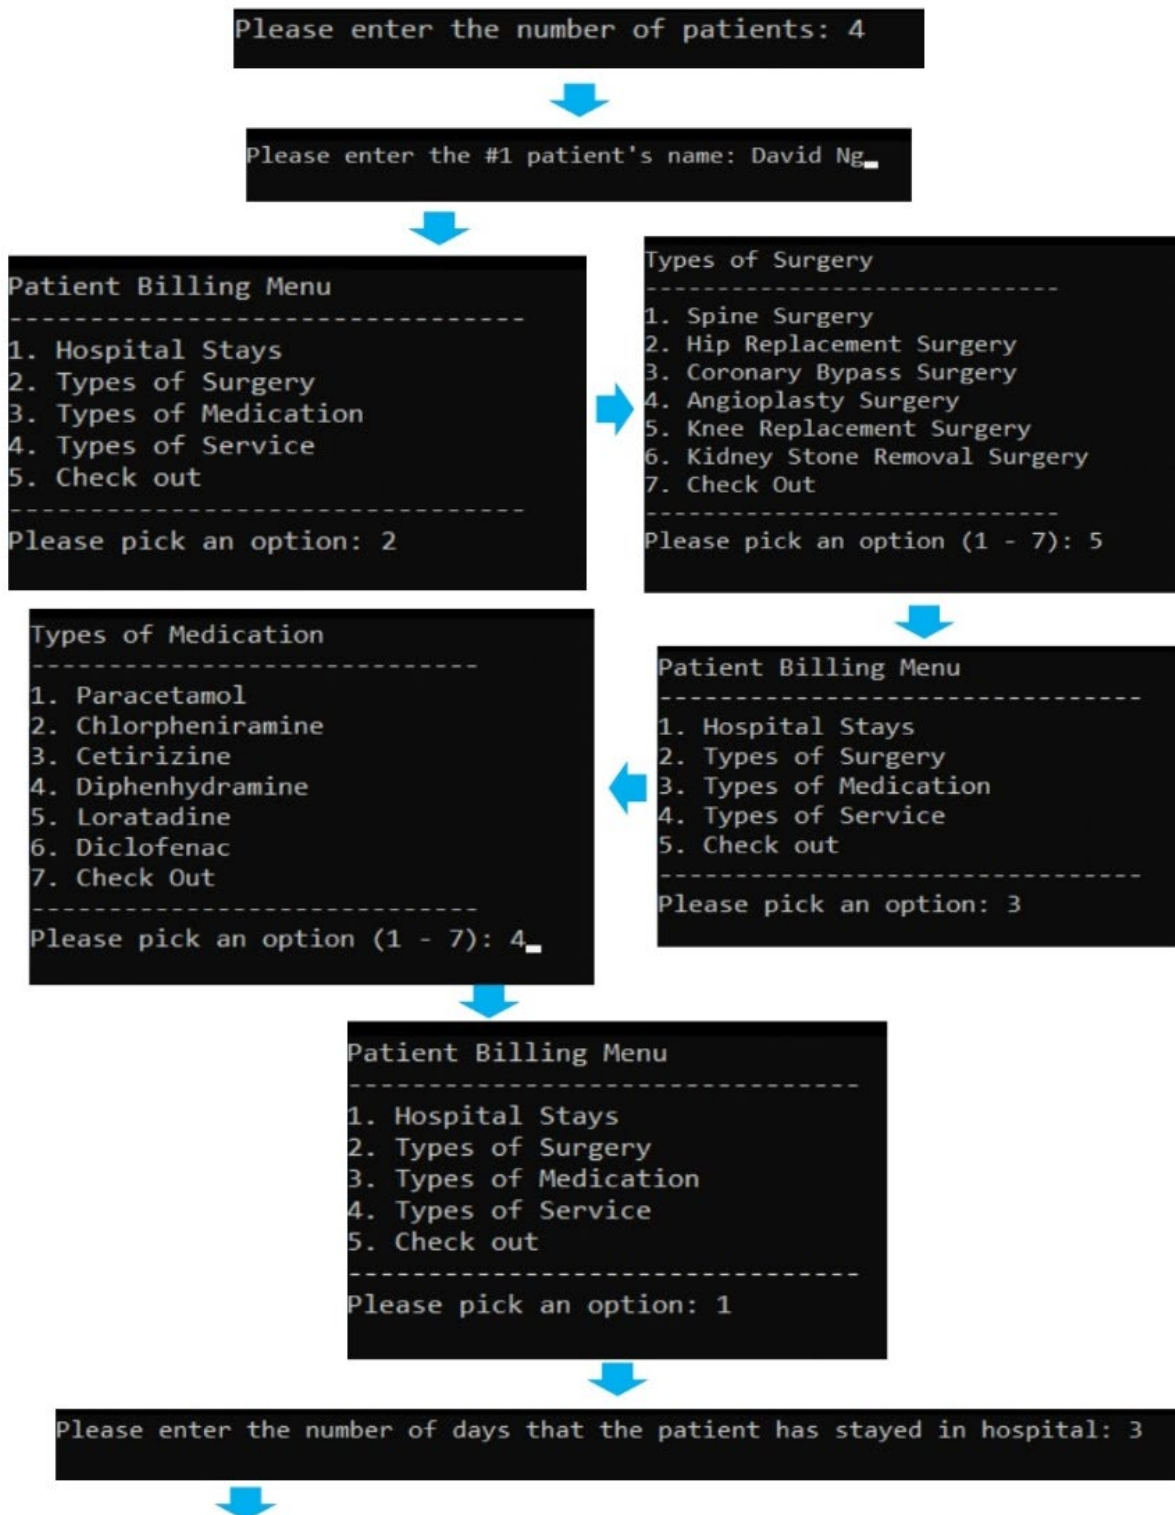 Please enter the number of patients: 4
Please enter the #1 patient's name: David Ng
Patient Billing Menu
--------------------------------
1. Hospital Stays
2. Types of Surgery
3. Types of Medication
4. Types of Service
5. Check out
--------------------------------
Please pick an option: 2
Types of Surgery
-----------------------------
1. Spine Surgery
2. Hip Replacement Surgery
3. Coronary Bypass Surgery
4. Angioplasty Surgery
5. Knee Replacement Surgery
6. Kidney Stone Removal Surgery
7. Check Out
-----------------------------
Please pick an option (1 - 7): 5
Patient Billing Menu
--------------------------------
1. Hospital Stays
2. Types of Surgery
3. Types of Medication
4. Types of Service
5. Check out
--------------------------------
Please pick an option: 3
Types of Medication
-----------------------------
1. Paracetamol
2. Chlorpheniramine
3. Cetirizine
4. Diphenhydramine
5. Loratadine
6. Diclofenac
7. Check Out
-----------------------------
Please pick an option (1 - 7): 4
Patient Billing Menu
--------------------------------
1. Hospital Stays
2. Types of Surgery
3. Types of Medication
4. Types of Service
5. Check out
--------------------------------
Please pick an option: 1
Please enter the number of days that the patient has stayed in hospital: 3